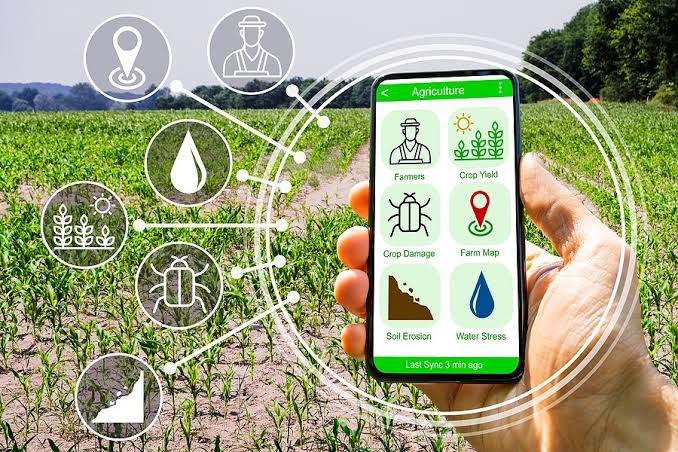 Agriculture
Farmers
Crop Yield
Crop Damage
Farm Map
Soil Erosion
Water Stress
Last Sync 3 min ago